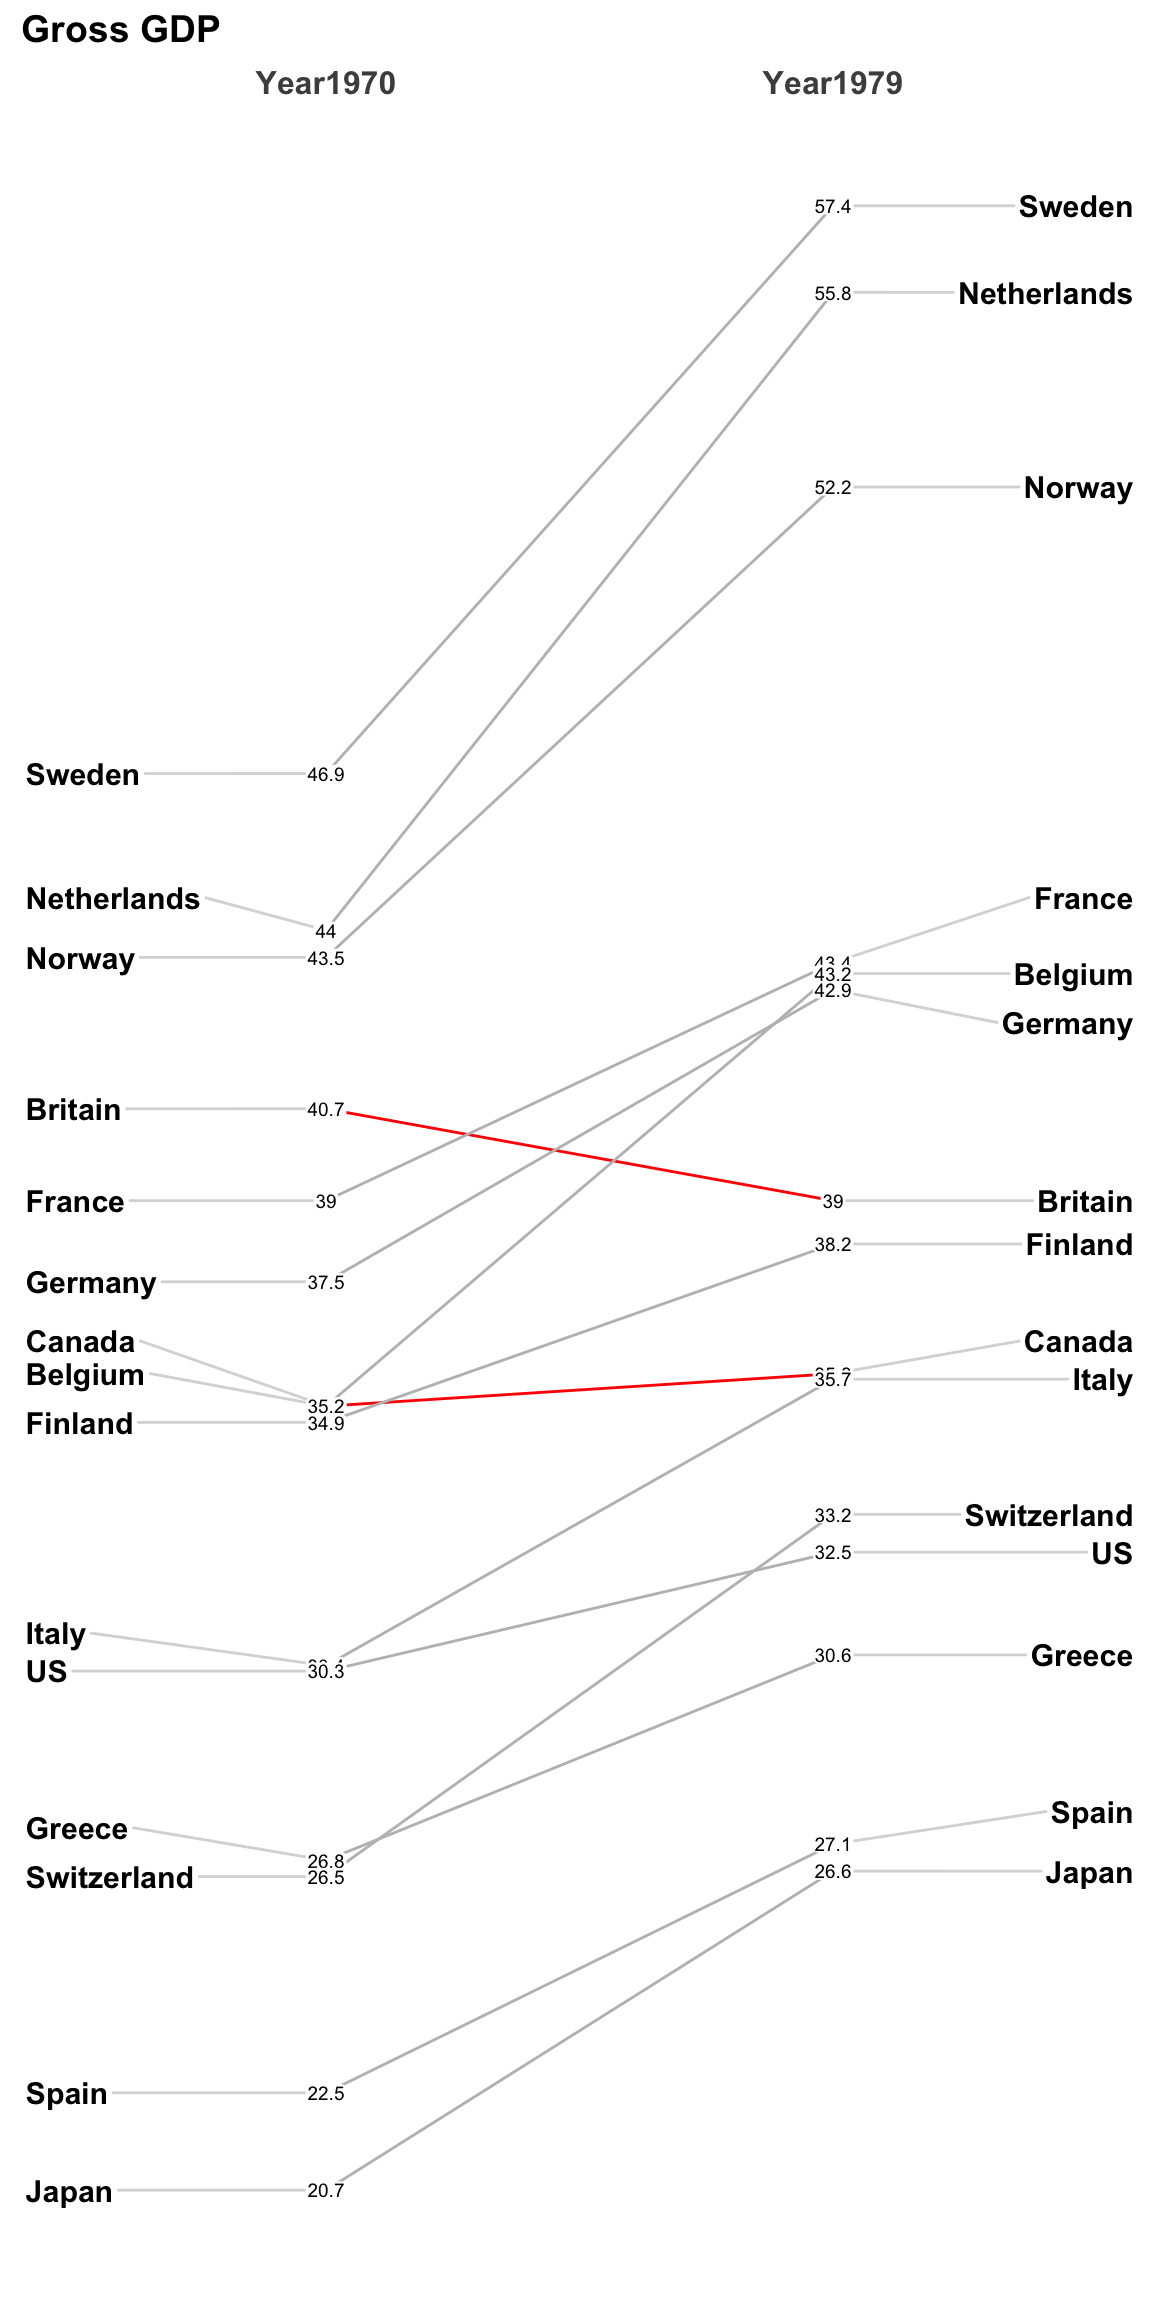 Gross GDP
Year1970 Year1979
57.4 Sweden
55.8 Netherlands
52.2 Norway
Sweden 46.9
Netherlands 44
France
Norway 43.5
43.4
43.2 Belgium
42.9 Germany
Britain 40.7
France 39 39 Britain
38.2 Finland
Germany 37.5
Canada
Canada
Belgium
35.7 Italy
35.2
Finland 34.9
33.2 Switzerland
32.5 US
Italy
30.6 Greece
US 30.3
Spain
Greece 26.8
27.1
Switzerland 26.5
26.6 Japan
Spain 22.5
Japan 20.7